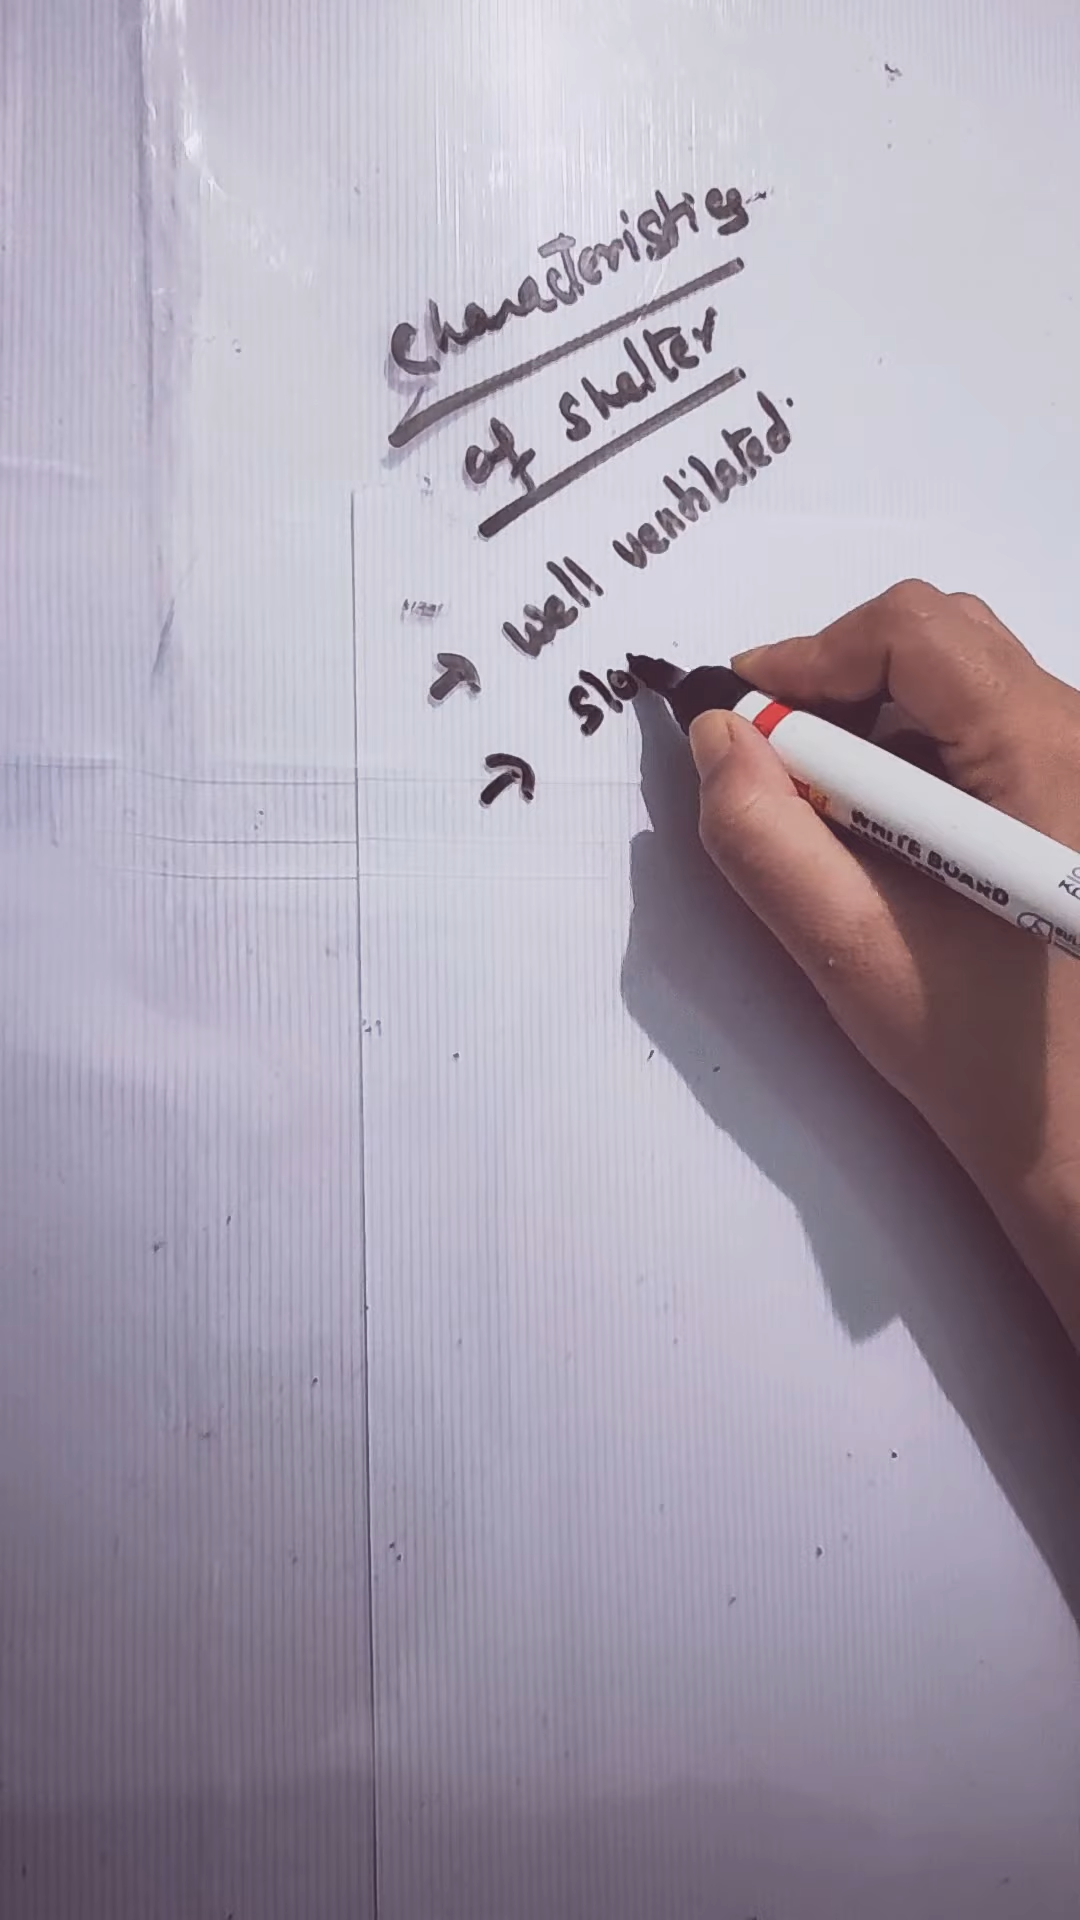 Characteristics
of shelter
→ Well ventilated.
→ Slo
WHITE BOARD